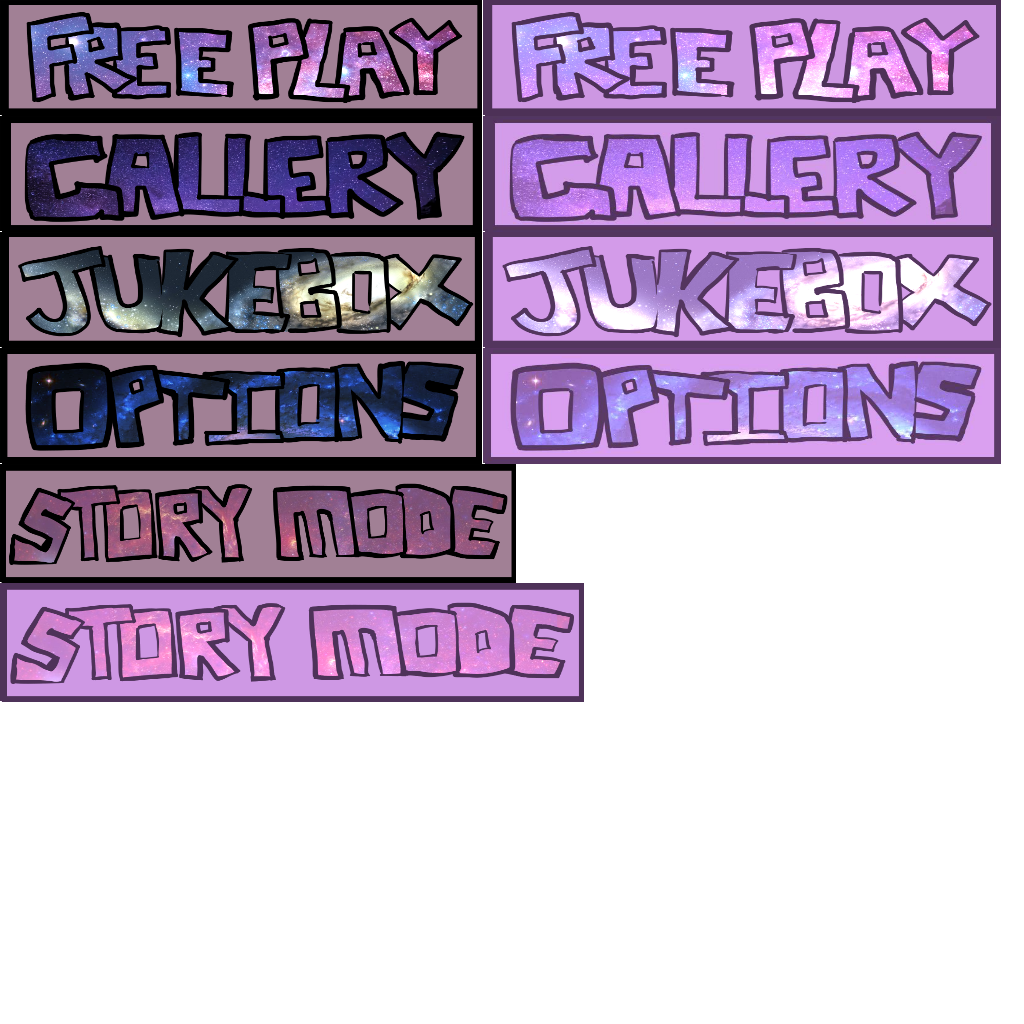 FREE PLAY FREE PLAY
GALLERY GALLERY
JUKEBOX JUKEBOX
OPTIONS OPTIONS
STORY MODE
STORY MODE